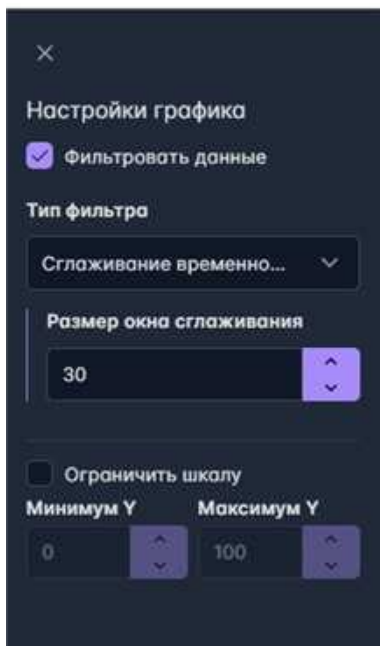 Настройки графика
Фильтровать данные
Тип фильтра
Сглаживание временно...
Размер окна сглаживания
30
Ограничить шкалу
Минимум Y Максимум Y
0 100